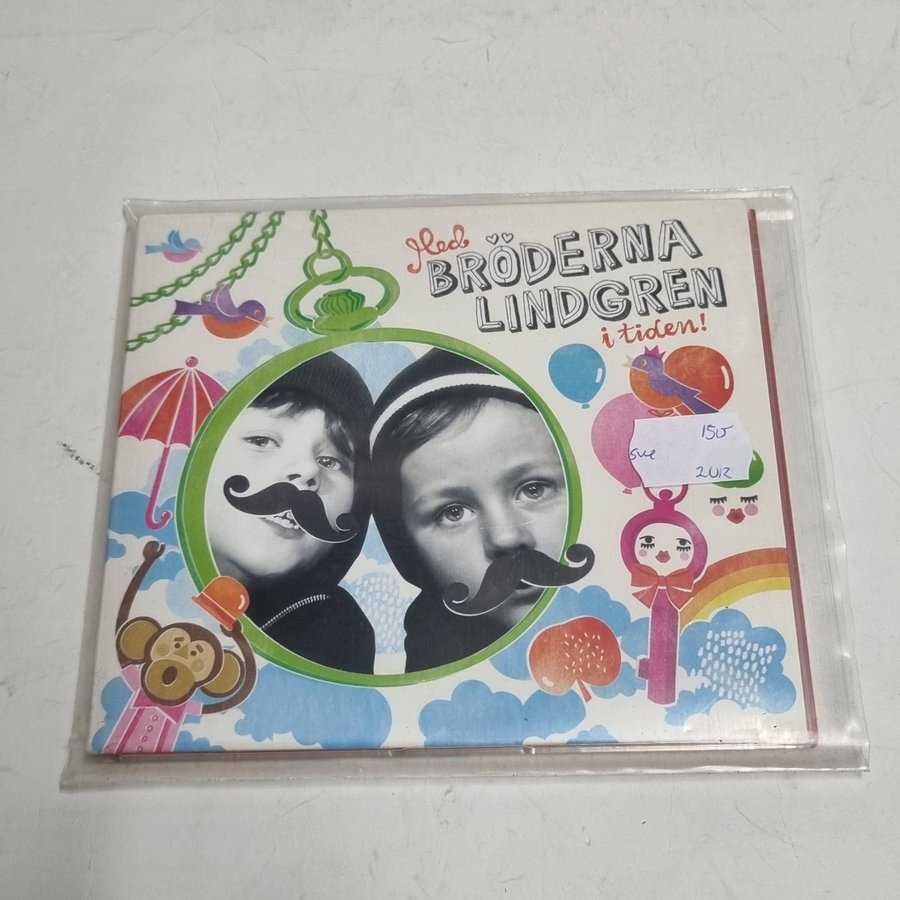 Med
BRÖDERNA
LINDGREN
i tiden!
150
sve
2012